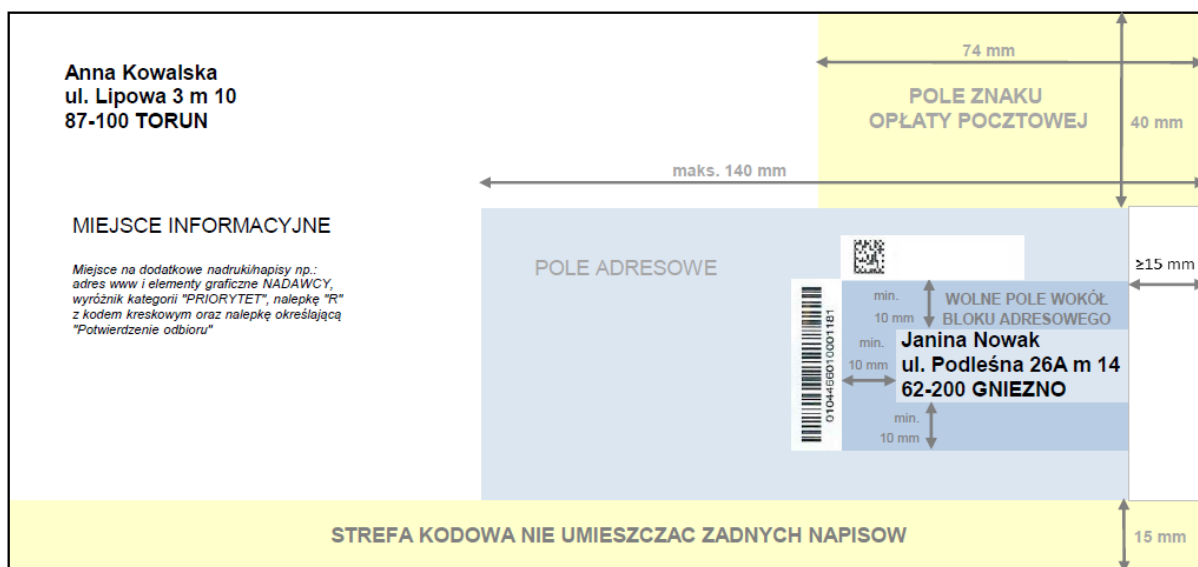 Anna Kowalska
ul. Lipowa 3 m 10
87-100 TORUN
74 mm
POLE ZNAKU
OPŁATY POCZTOWEJ
40 mm
maks. 140 mm
MIEJSCE INFORMACYJNE
Miejsce na dodatkowe nadruki/napisy np.:
adres www i elementy graficzne NADAWCY,
wyróżnik kategorii "PRIORYTET", nalepkę "R"
z kodem kreskowym oraz nalepkę określającą
"Potwierdzenie odbioru"
POLE ADRESOWE
≥15 mm
min.
10 mm
WOLNE POLE WOKÓŁ
BLOKU ADRESOWEGO
0104466010001181
min.
10 mm
Janina Nowak
ul. Podleśna 26A m 14
62-200 GNIEZNO
min.
10 mm
STREFA KODOWA NIE UMIESZCZAC ZADNYCH NAPISOW
15 mm